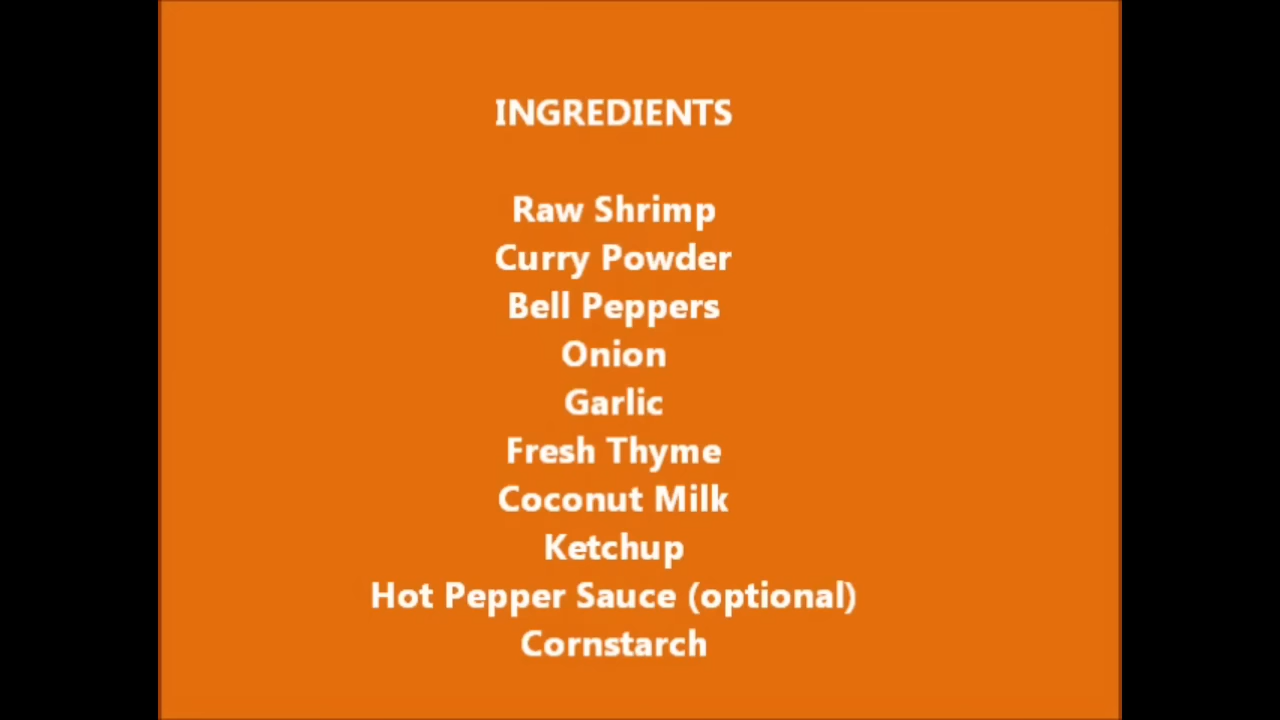 INGREDIENTS
Raw Shrimp
Curry Powder
Bell Peppers
Onion
Garlic
Fresh Thyme
Coconut Milk
Ketchup
Hot Pepper Sauce (optional)
Cornstarch